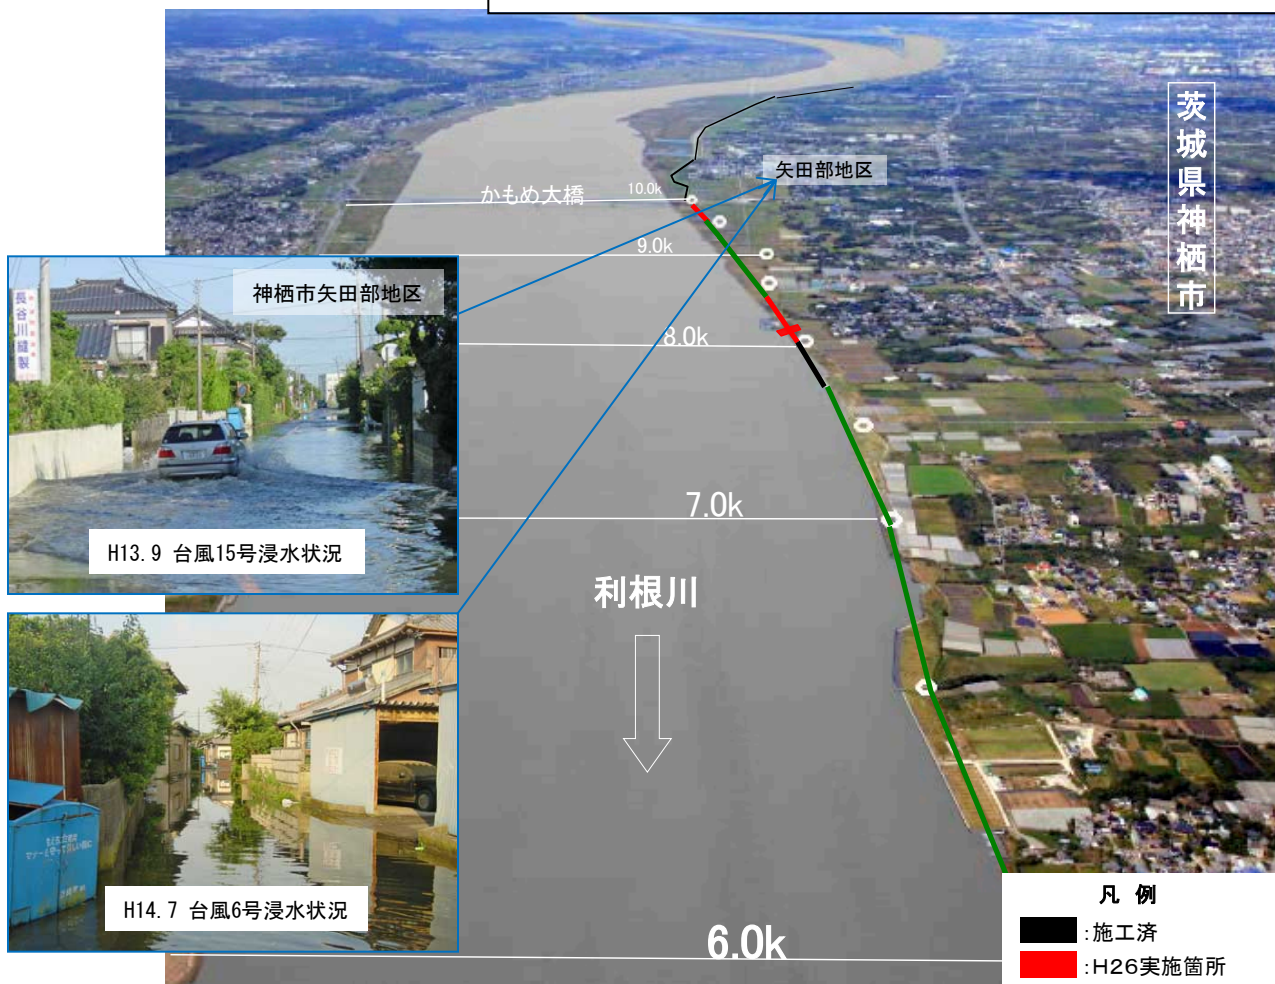 茨城県神栖市
矢田部地区
かもめ大橋
10.0k
9.0k
神栖市矢田部地区
長谷川縫製
8.0k
7.0k
H13.9 台風15号浸水状況
利根川
H14.7 台風6号浸水状況
6.0k
凡 例
:施工済
:H26実施箇所